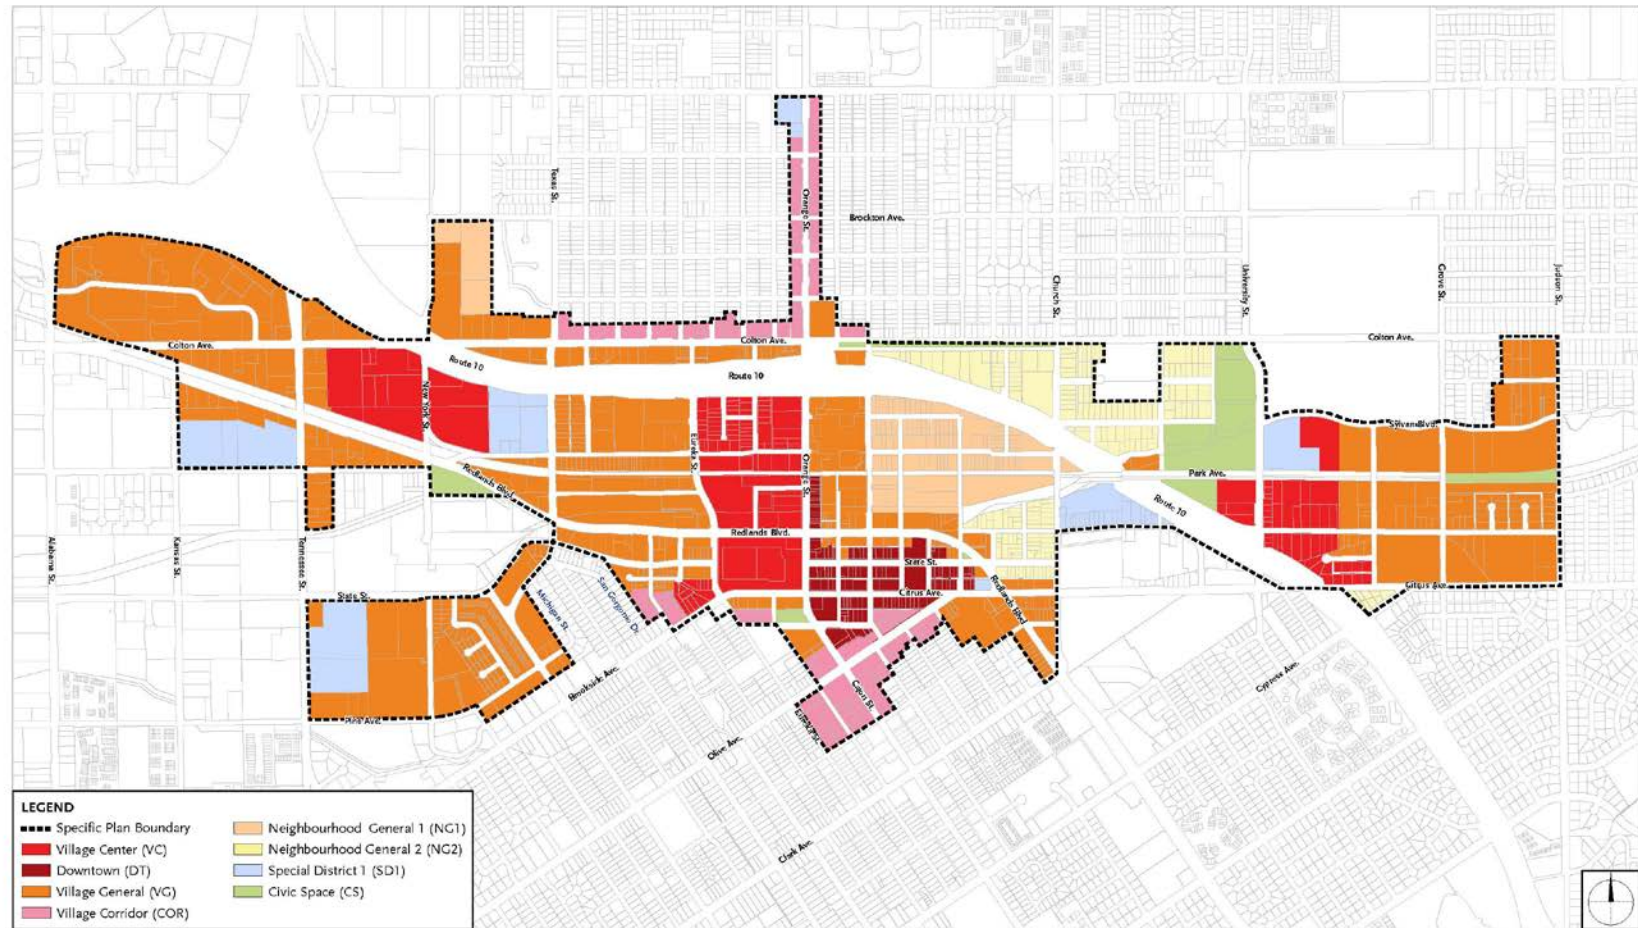 Texas St.
Orange St.
Brockton Ave.
Church St.
University St.
Grove St.
Judson St.
Colton Ave.
Colton Ave.
Colton Ave.
Route 10
Route 10
New York St.
Eureka St.
Orange St.
Sylvan Blvd.
Park Ave.
Redlands Blvd.
Route 10
Redlands Blvd.
Alabama St.
Kansas St.
Tennessee St.
State St.
Citrus Ave.
Redlands Blvd.
Citrus Ave.
State St.
Michigan St.
San Gorgonio Dr.
Brookside Ave.
Cajon St.
Cypress Ave.
Pine Ave.
Olive Ave.
Clark Ave.
LEGEND
Specific Plan Boundary
Village Center (VC)
Downtown (DT)
Village General (VG)
Village Corridor (COR)
Neighbourhood General 1 (NG1)
Neighbourhood General 2 (NG2)
Special District 1 (SD1)
Civic Space (CS)